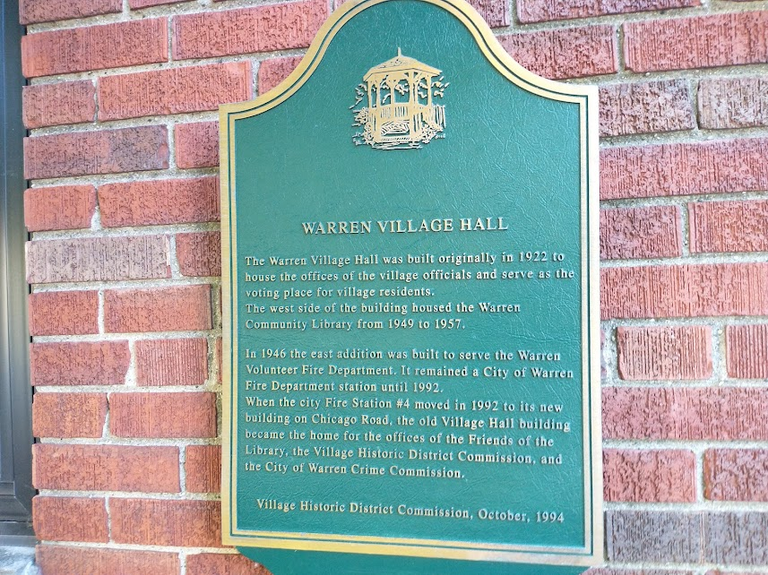 WARREN VILLAGE HALL
The Warren Village Hall was built originally in 1922 to
house the offices of the village officials and serve as the
voting place for village residents.
The west side of the building housed the Warren
Community Library from 1949 to 1957.
In 1946 the east addition was built to serve the Warren
Volunteer Fire Department. It remained a City of Warren
Fire Department station until 1992.
When the city Fire Station #4 moved in 1992 to its new
building on Chicago Road, the old Village Hall building
became the home for the offices of the Friends of the
Library, the Village Historic District Commission, and
the City of Warren Crime Commission.
Village Historic District Commission, October, 1994